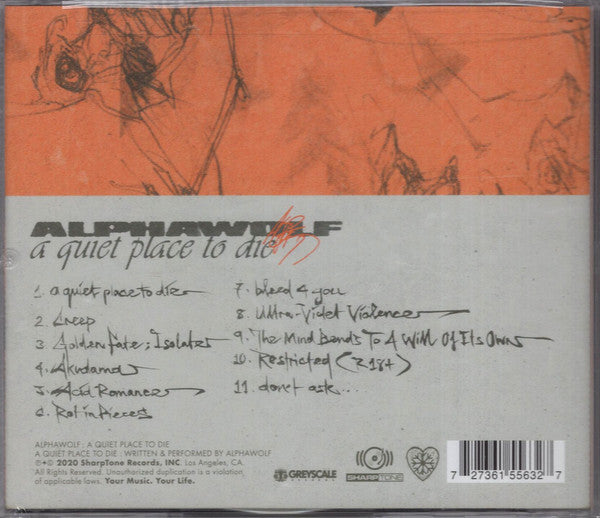 ALPHAWOLF
a quiet place to die
1. a quiet place to die
2. Creep
3. Golden Fate; Isolate
4. Akudama
5. Acid Romance
6. Rot in Pieces
7. bleed 4 you
8. Ultra-Violet Violence
9. The Mind Bends To A Will Of Its Own
10. Restricted (R18+)
11. don't ask...
ALPHAWOLF : A QUIET PLACE TO DIE
A QUIET PLACE TO DIE : WRITTEN & PERFORMED BY ALPHAWOLF
℗+© 2020 SharpTone Records, INC. Los Angeles, CA.
All Rights Reserved. Unauthorized duplication is a violation
of applicable laws. Your Music. Your Life.
GREYSCALE
RECORDS
SHARPTONE
7 27361 55632 7